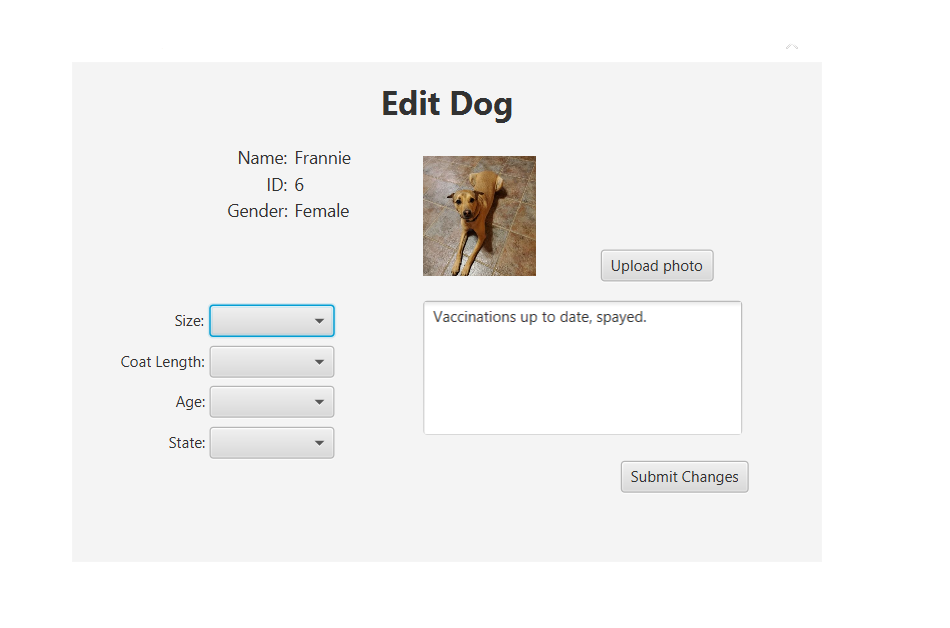 Edit Dog
Name: Frannie
ID: 6
Gender: Female
Upload photo
Size:
Vaccinations up to date, spayed.
Coat Length:
Age:
State:
Submit Changes